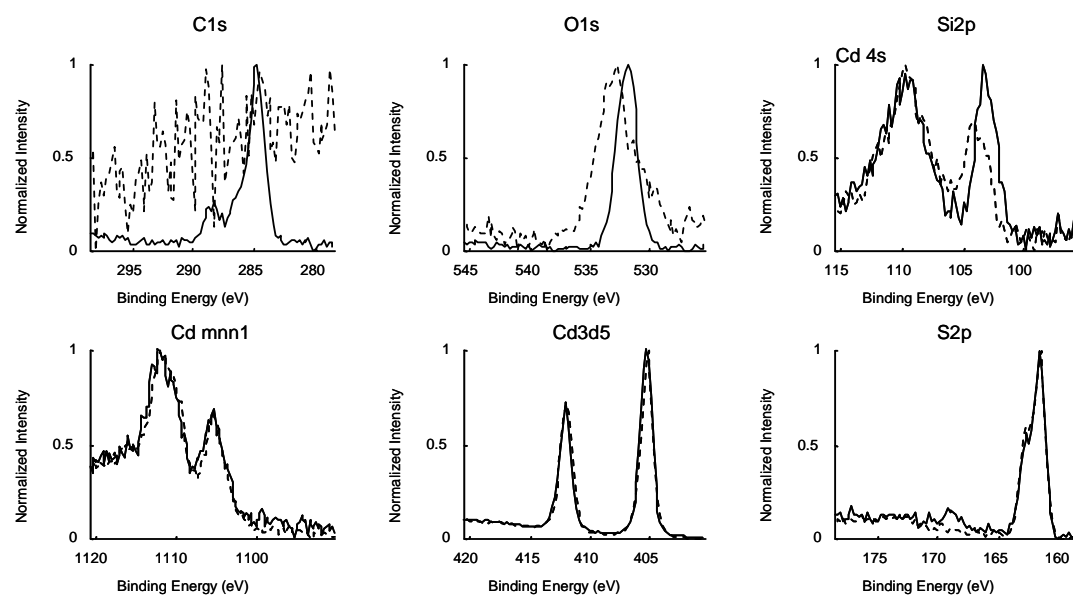 C1s
O1s
Si2p
Cd 4s
1
0.5
0
Normalized Intensity
295 290 285 280
Binding Energy (eV)
1
0.5
0
Normalized Intensity
545 540 535 530
Binding Energy (eV)
1
0.5
0
Normalized Intensity
115 110 105 100
Binding Energy (eV)
Cd mnn1
Cd3d5
S2p
1
0.5
0
Normalized Intensity
1120 1110 1100
Binding Energy (eV)
1
0.5
0
Normalized Intensity
420 415 410 405
Binding Energy (eV)
1
0.5
0
Normalized Intensity
175 170 165 160
Binding Energy (eV)